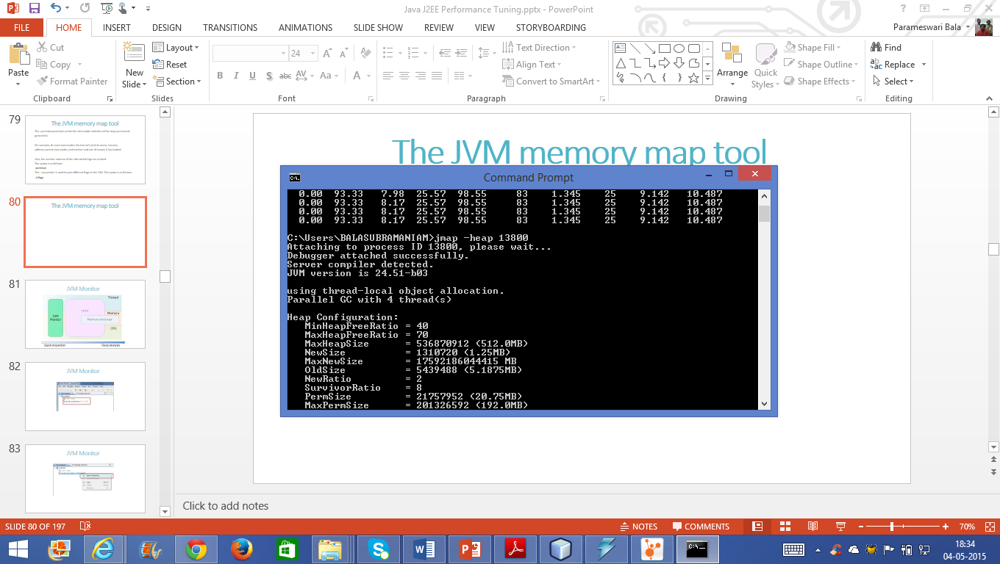 Java J2EE Performance Tuning.pptx - PowerPoint
FILE HOME INSERT DESIGN TRANSITIONS ANIMATIONS SLIDE SHOW REVIEW VIEW STORYBOARDING
Parameswari Bala
Paste
Cut
Copy
Format Painter
Clipboard
New Slide
Layout
Reset
Section
Slides
24
Font
Text Direction
Align Text
Convert to SmartArt
Paragraph
Arrange
Quick Styles
Shape Fill
Shape Outline
Shape Effects
Drawing
Find
Replace
Select
Editing
79
The JVM memory map tool
80
The JVM memory map tool
81
JVM Monitor
Thread
JVM Monitor
Memory
Memory Analyzer
CPU
Quick inspection
Deep analysis
82
JVM Monitor
83
JVM Monitor
The JVM memory map tool
Command Prompt
0.00 93.33 7.98 25.57 98.55 83 1.345 25 9.142 10.487
0.00 93.33 8.17 25.57 98.55 83 1.345 25 9.142 10.487
0.00 93.33 8.17 25.57 98.55 83 1.345 25 9.142 10.487
0.00 93.33 8.17 25.57 98.55 83 1.345 25 9.142 10.487
C:\Users\BALASUBRAMANIAM>jmap -heap 13800
Attaching to process ID 13800, please wait...
Debugger attached successfully.
Server compiler detected.
JVM version is 24.51-b03
using thread-local object allocation.
Parallel GC with 4 thread(s)
Heap Configuration:
MinHeapFreeRatio = 40
MaxHeapFreeRatio = 70
MaxHeapSize = 536870912 (512.0MB)
NewSize = 1310720 (1.25MB)
MaxNewSize = 17592186044415 MB
OldSize = 5439488 (5.1875MB)
NewRatio = 2
SurvivorRatio = 8
PermSize = 21757952 (20.75MB)
MaxPermSize = 201326592 (192.0MB)
Click to add notes
SLIDE 80 OF 197
NOTES
COMMENTS
70%
18:34
04-05-2015